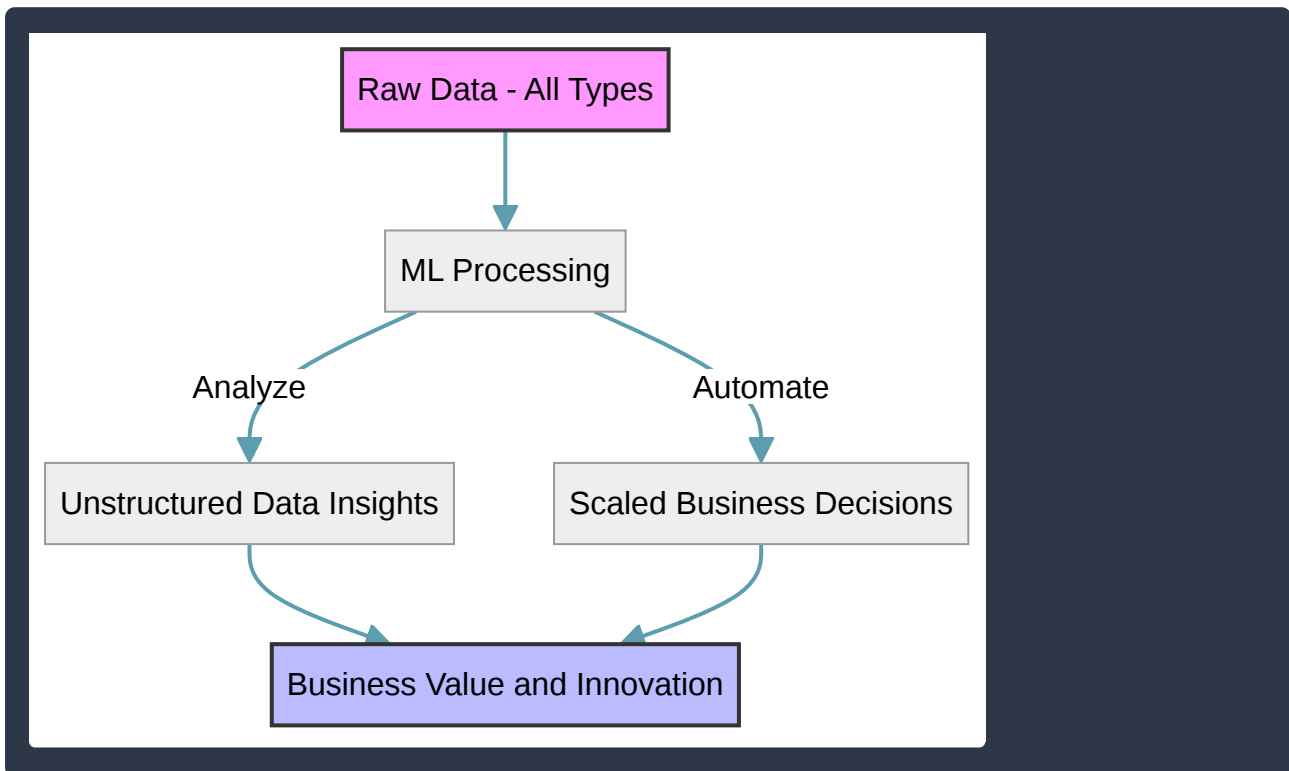 Raw Data - All Types
ML Processing
Analyze
Automate
Unstructured Data Insights
Scaled Business Decisions
Business Value and Innovation